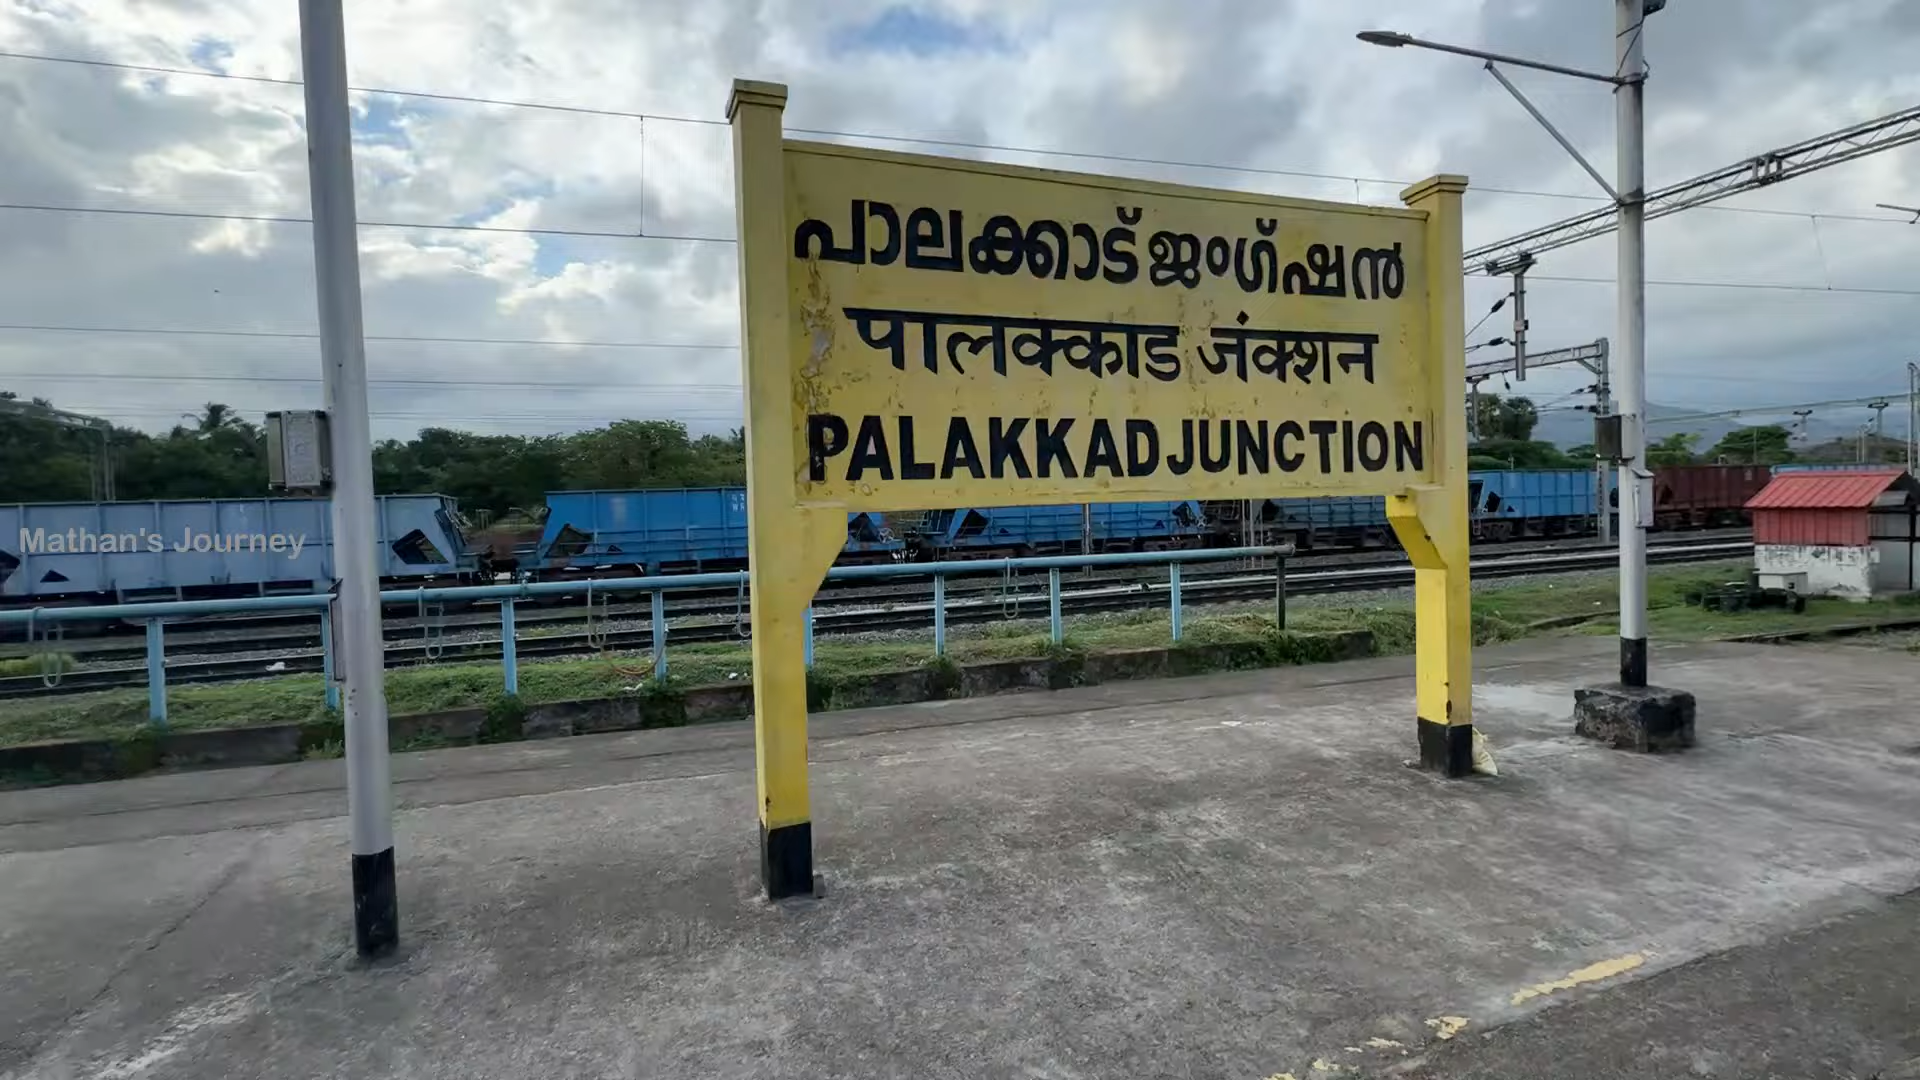 പാലക്കാട് ജംഗ്ഷൻ
पालक्काड जंक्शन
PALAKKAD JUNCTION
Mathan's Journey